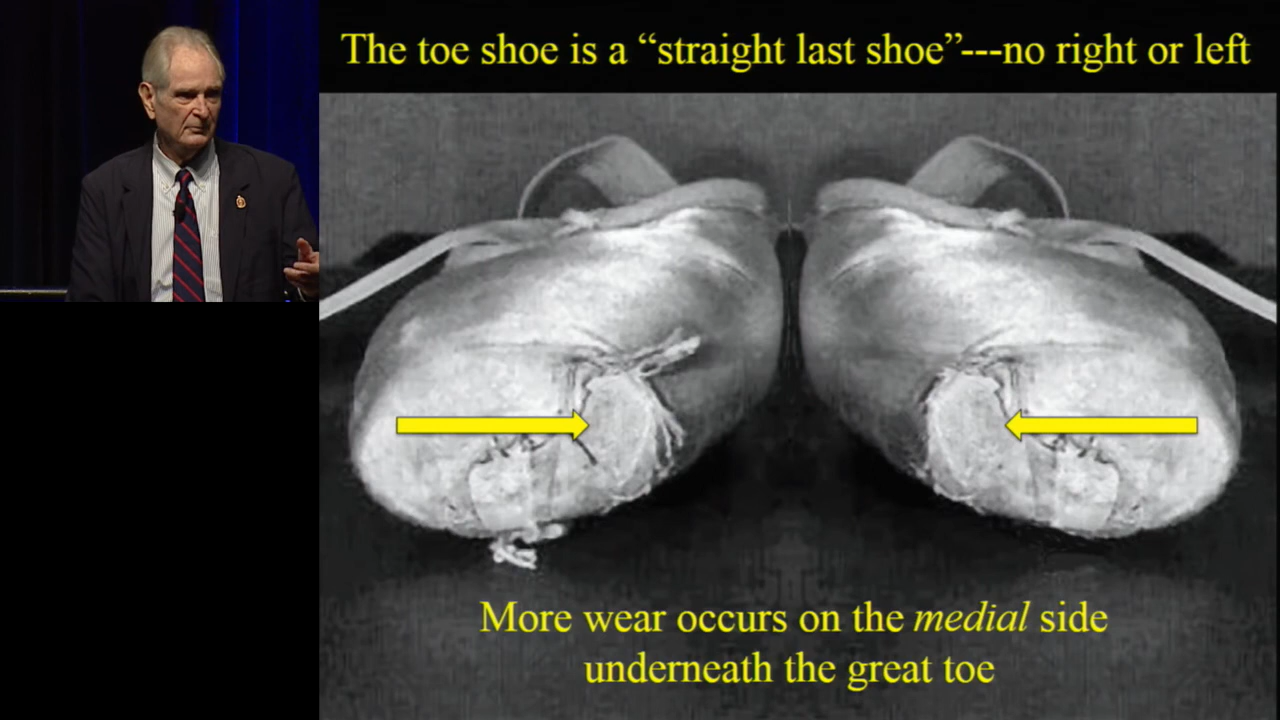 The toe shoe is a “straight last shoe”---no right or left
More wear occurs on the medial side
underneath the great toe